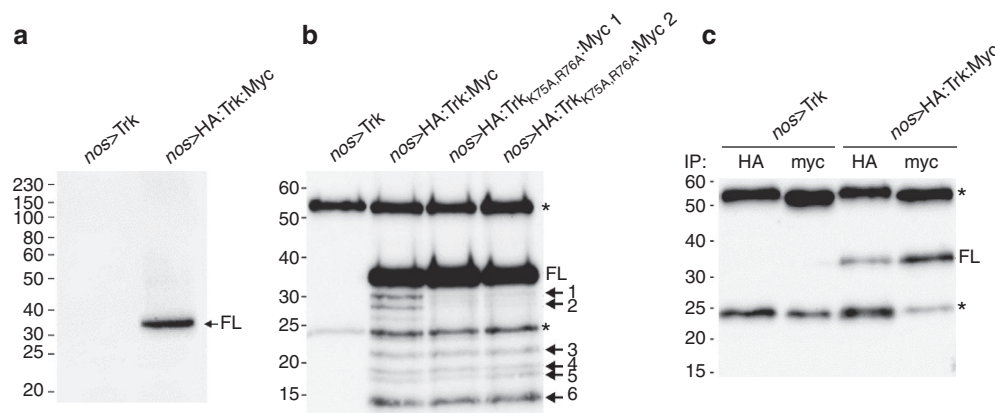 a
nos>Trk
nos>HA:Trk:Myc
230
150
100
80
60
50
40
30
25
20
FL
b
nos>Trk
nos>HA:Trk:Myc
nos>HA:TrkK75A,R76A:Myc 1
nos>HA:TrkK75A,R76A:Myc 2
60
50
40
30
25
20
15
*
FL
1
2
*
3
4
5
6
c
nos>Trk
nos>HA:Trk:Myc
IP: HA myc HA myc
60
50
40
30
25
20
15
*
FL
*